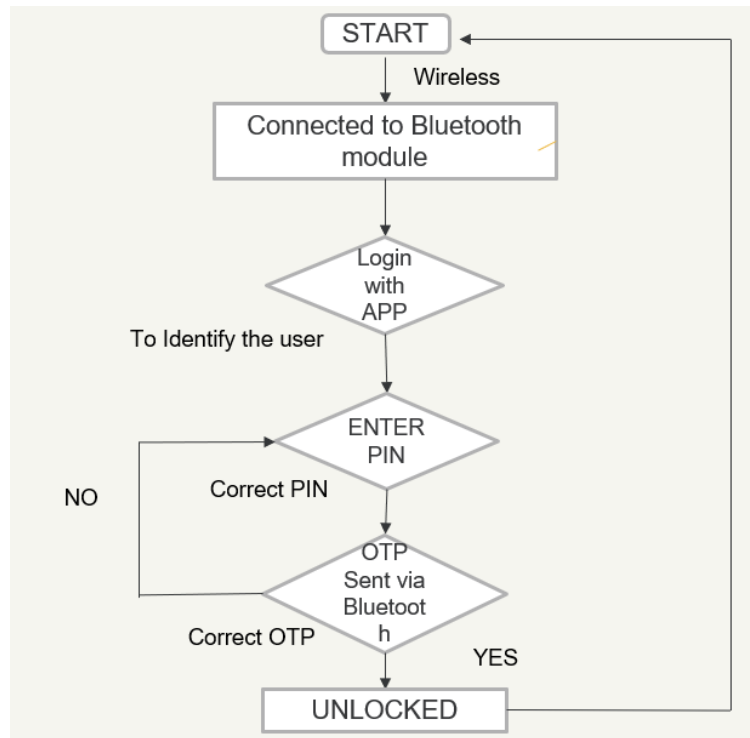 START
Wireless
Connected to Bluetooth
module
Login
with
APP
To Identify the user
ENTER
PIN
Correct PIN
NO
OTP
Sent via
Bluetoot
h
Correct OTP
YES
UNLOCKED